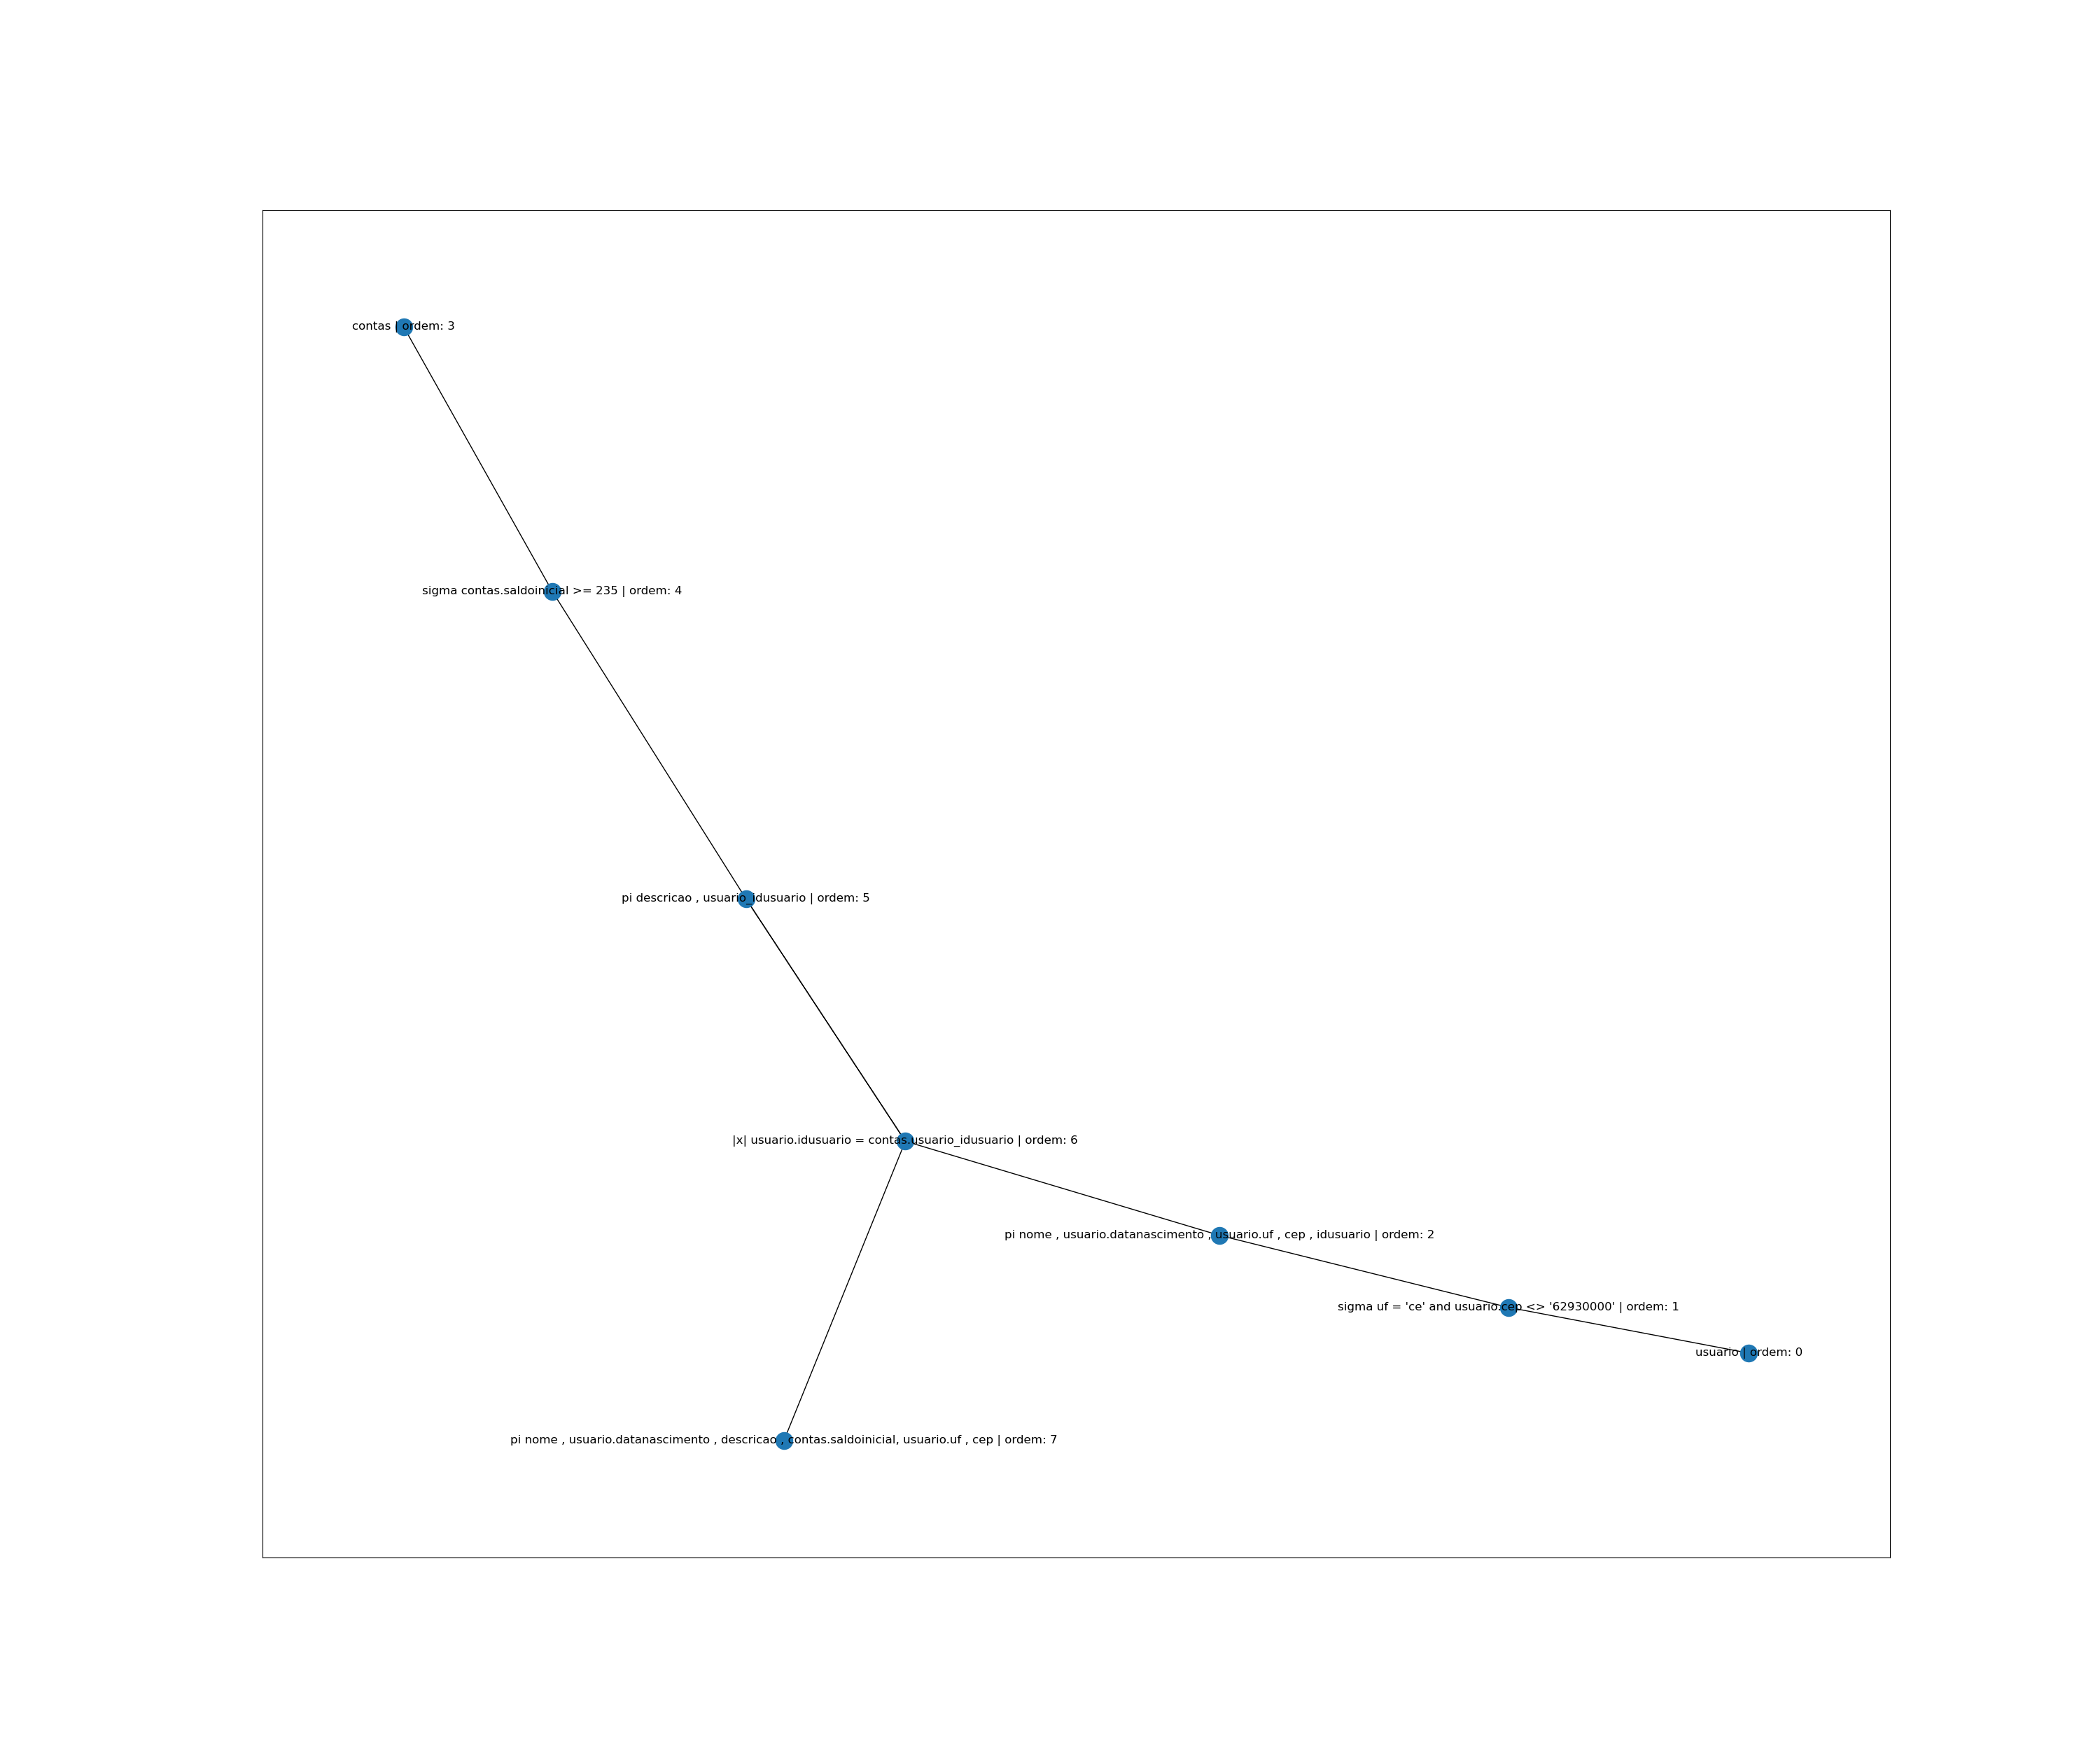 contas | ordem: 3
sigma contas.saldoinicial >= 235 | ordem: 4
pi descricao , usuario_idusuario | ordem: 5
|x| usuario.idusuario = contas.usuario_idusuario | ordem: 6
pi nome , usuario.datanascimento , usuario.uf , cep , idusuario | ordem: 2
sigma uf = 'ce' and usuario.cep <> '62930000' | ordem: 1
usuario | ordem: 0
pi nome , usuario.datanascimento , descricao , contas.saldoinicial, usuario.uf , cep | ordem: 7